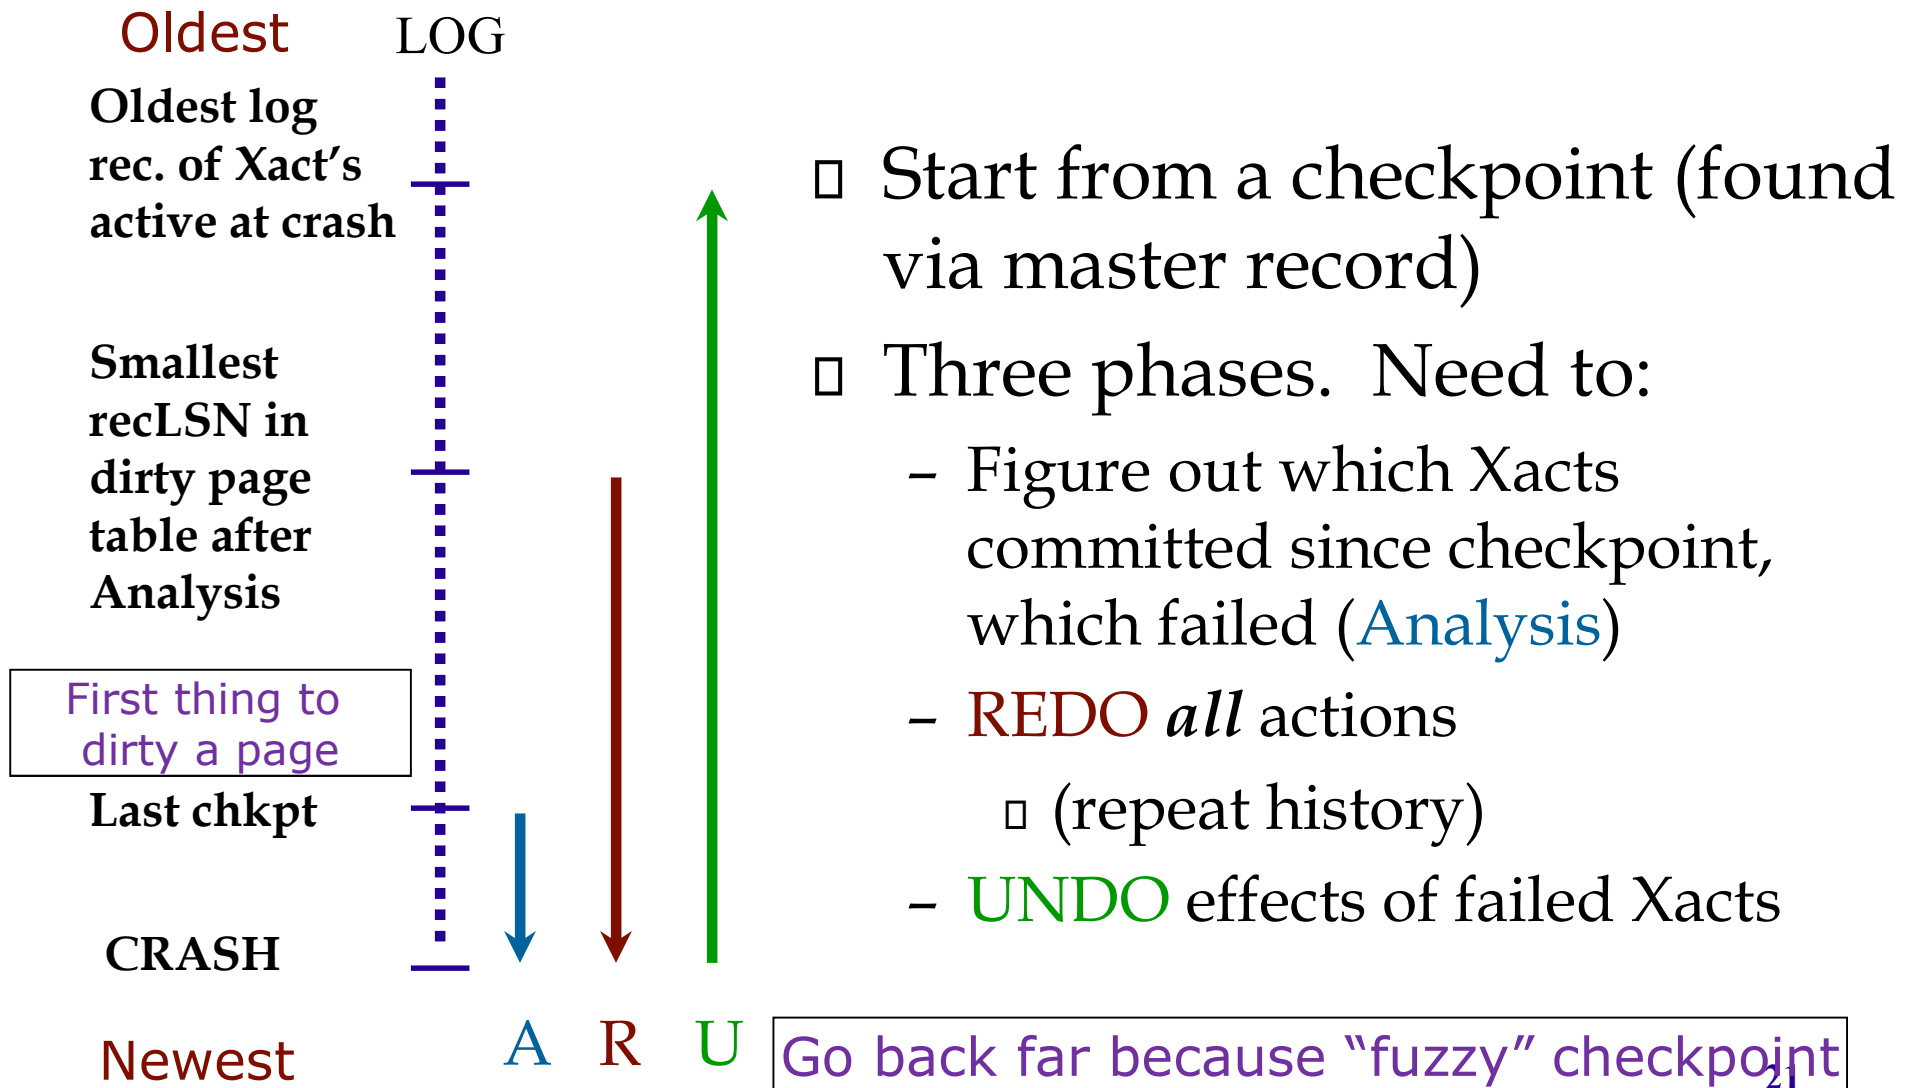 Oldest
LOG
Oldest log
rec. of Xact’s
active at crash
Smallest
recLSN in
dirty page
table after
Analysis
First thing to
dirty a page
Last chkpt
CRASH
Newest
A R U
Start from a checkpoint (found
via master record)
Three phases. Need to:
– Figure out which Xacts
committed since checkpoint,
which failed (Analysis)
– REDO all actions
(repeat history)
– UNDO effects of failed Xacts
Go back far because “fuzzy” checkpoint
21